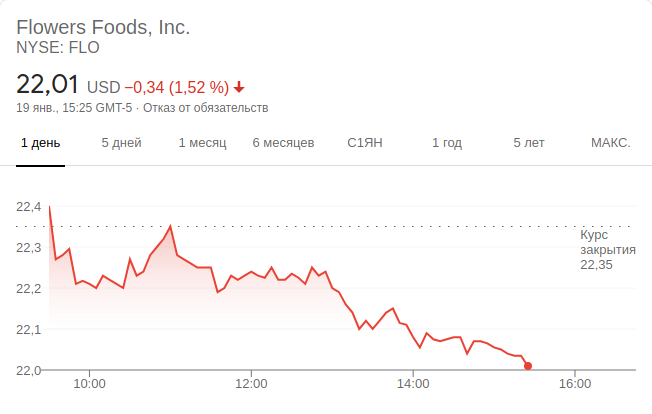 Flowers Foods, Inc.
NYSE: FLO
22,01 USD −0,34 (1,52 %)
19 янв., 15:25 GMT-5 · Отказ от обязательств
1 день 5 дней 1 месяц 6 месяцев С1ЯН 1 год 5 лет МАКС.
22,4
22,3
22,2
22,1
22,0
Курс
закрытия
22,35
10:00 12:00 14:00 16:00